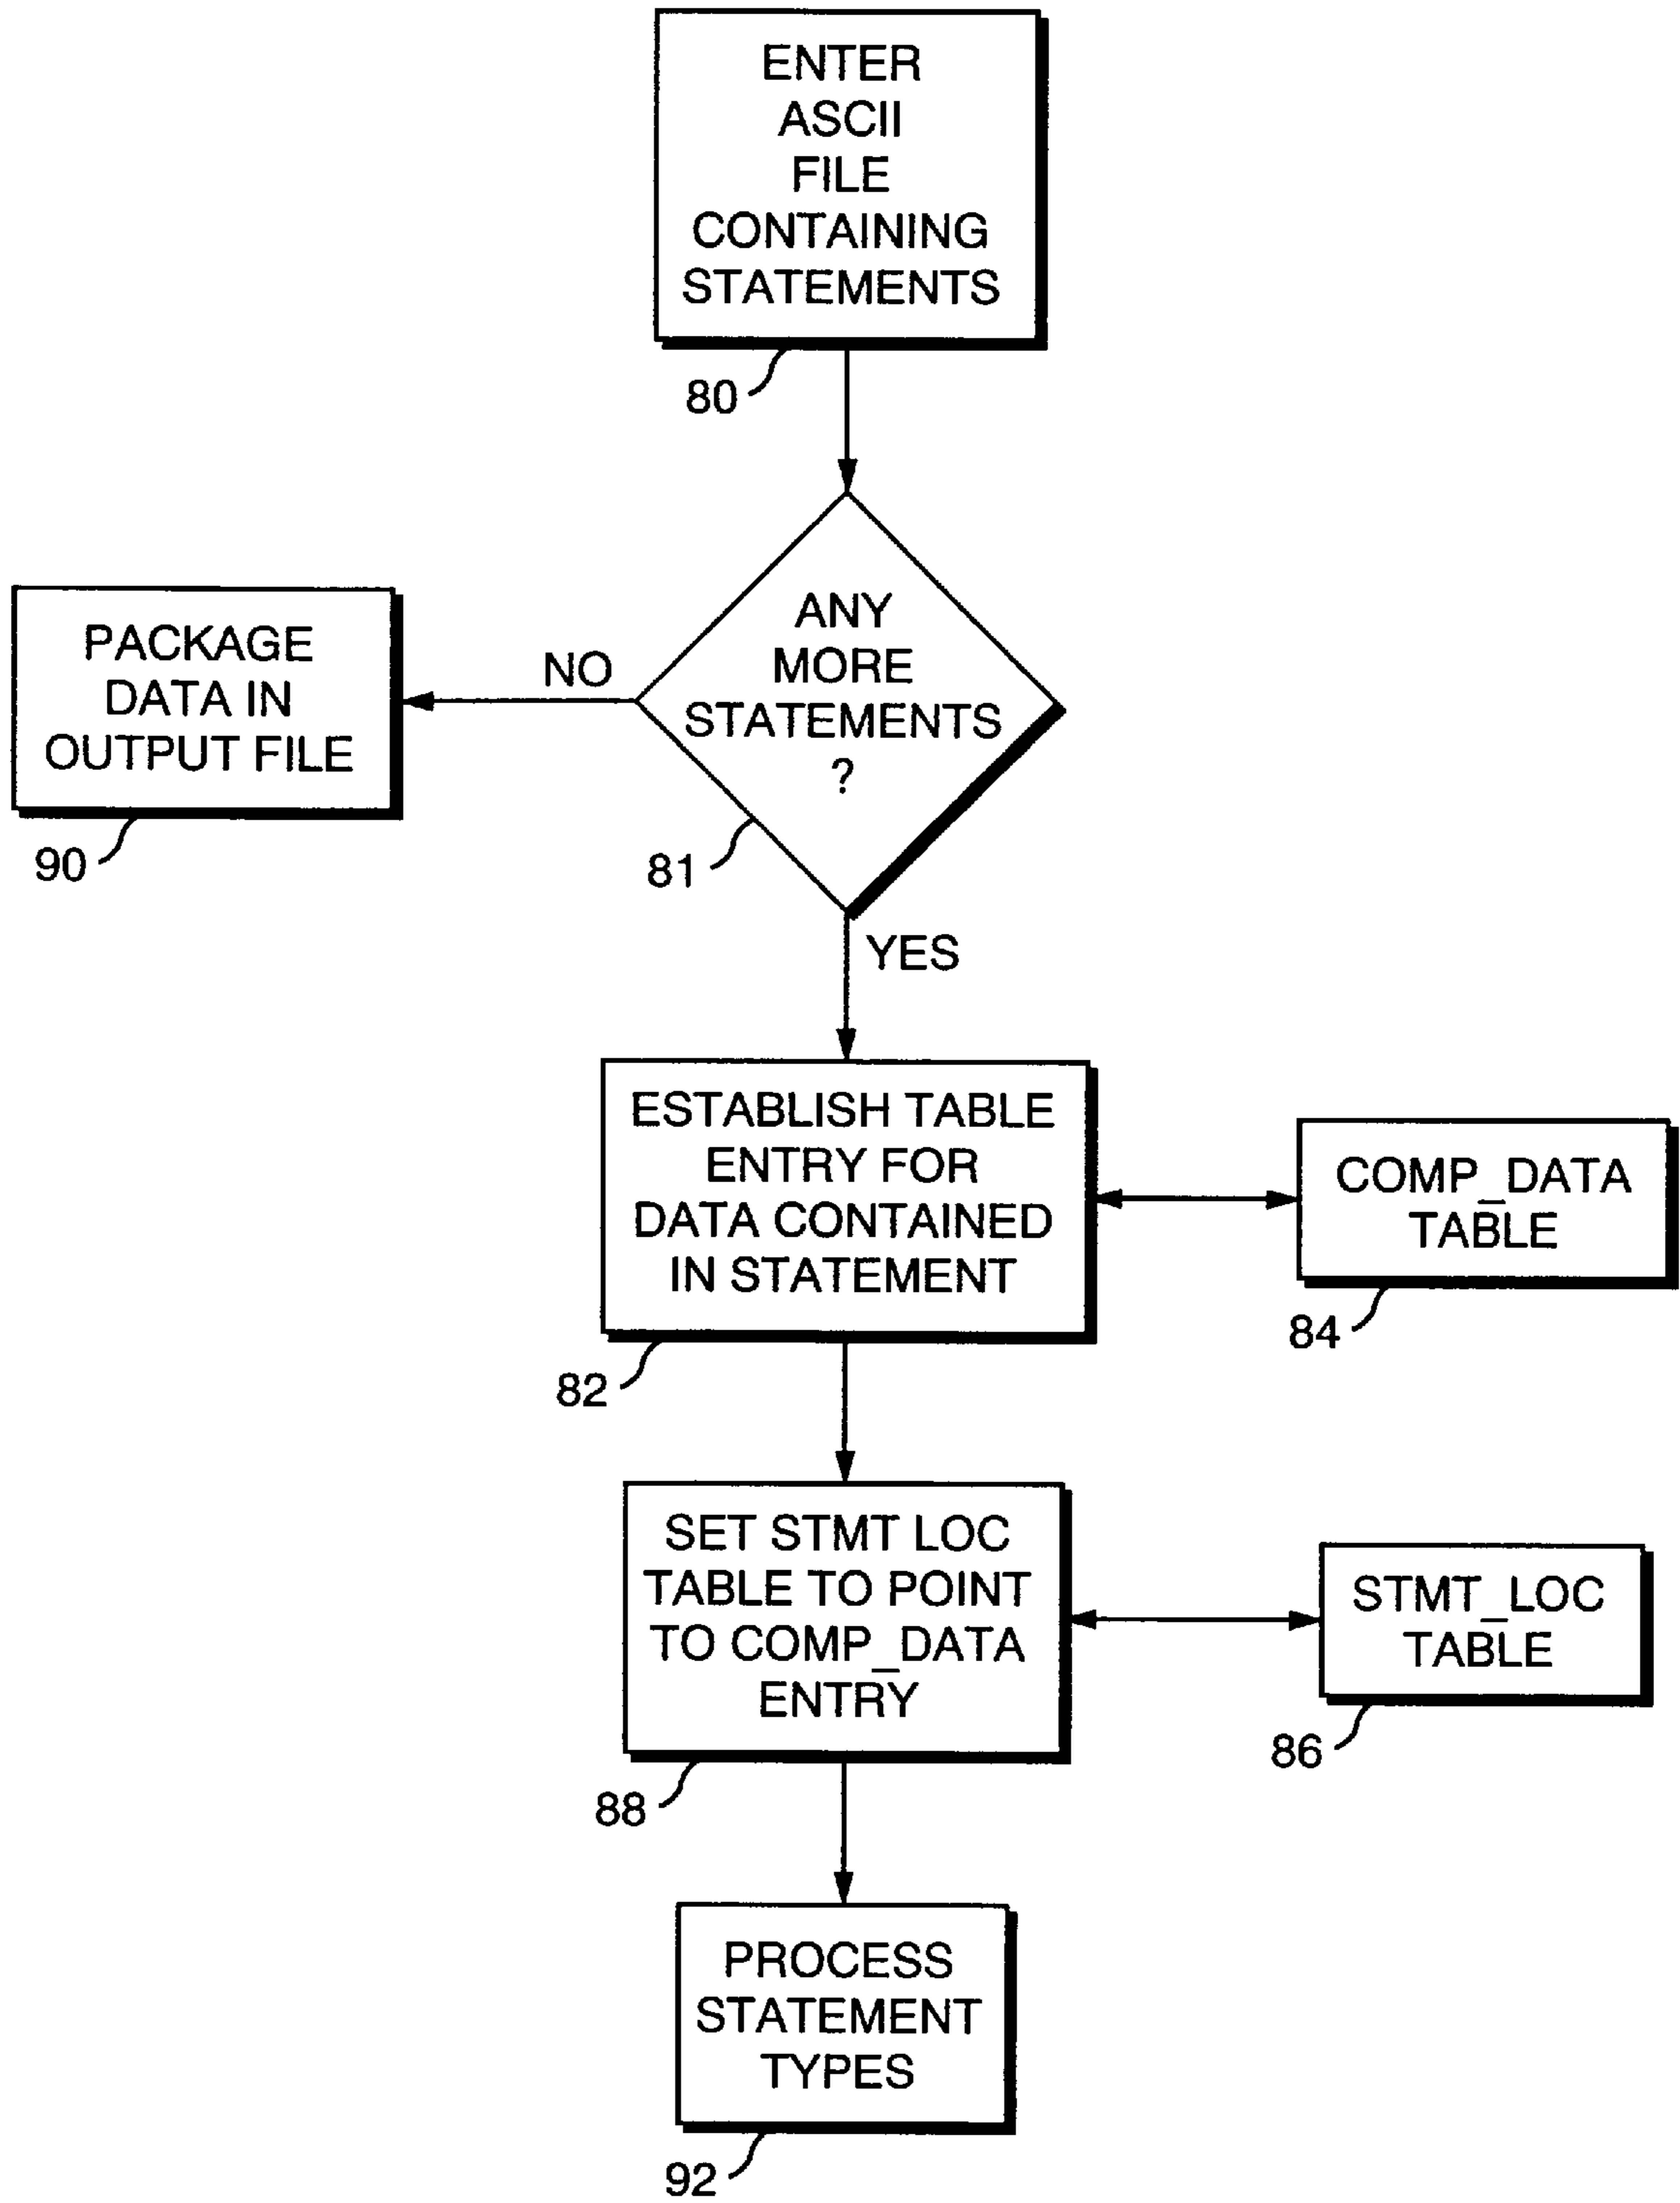 ENTER
ASCII
FILE
CONTAINING
STATEMENTS
80
ANY
MORE
STATEMENTS
?
81
NO
PACKAGE
DATA IN
OUTPUT FILE
90
YES
ESTABLISH TABLE
ENTRY FOR
DATA CONTAINED
IN STATEMENT
82
COMP_DATA
TABLE
84
SET STMT LOC
TABLE TO POINT
TO COMP_DATA
ENTRY
88
STMT_LOC
TABLE
86
PROCESS
STATEMENT
TYPES
92